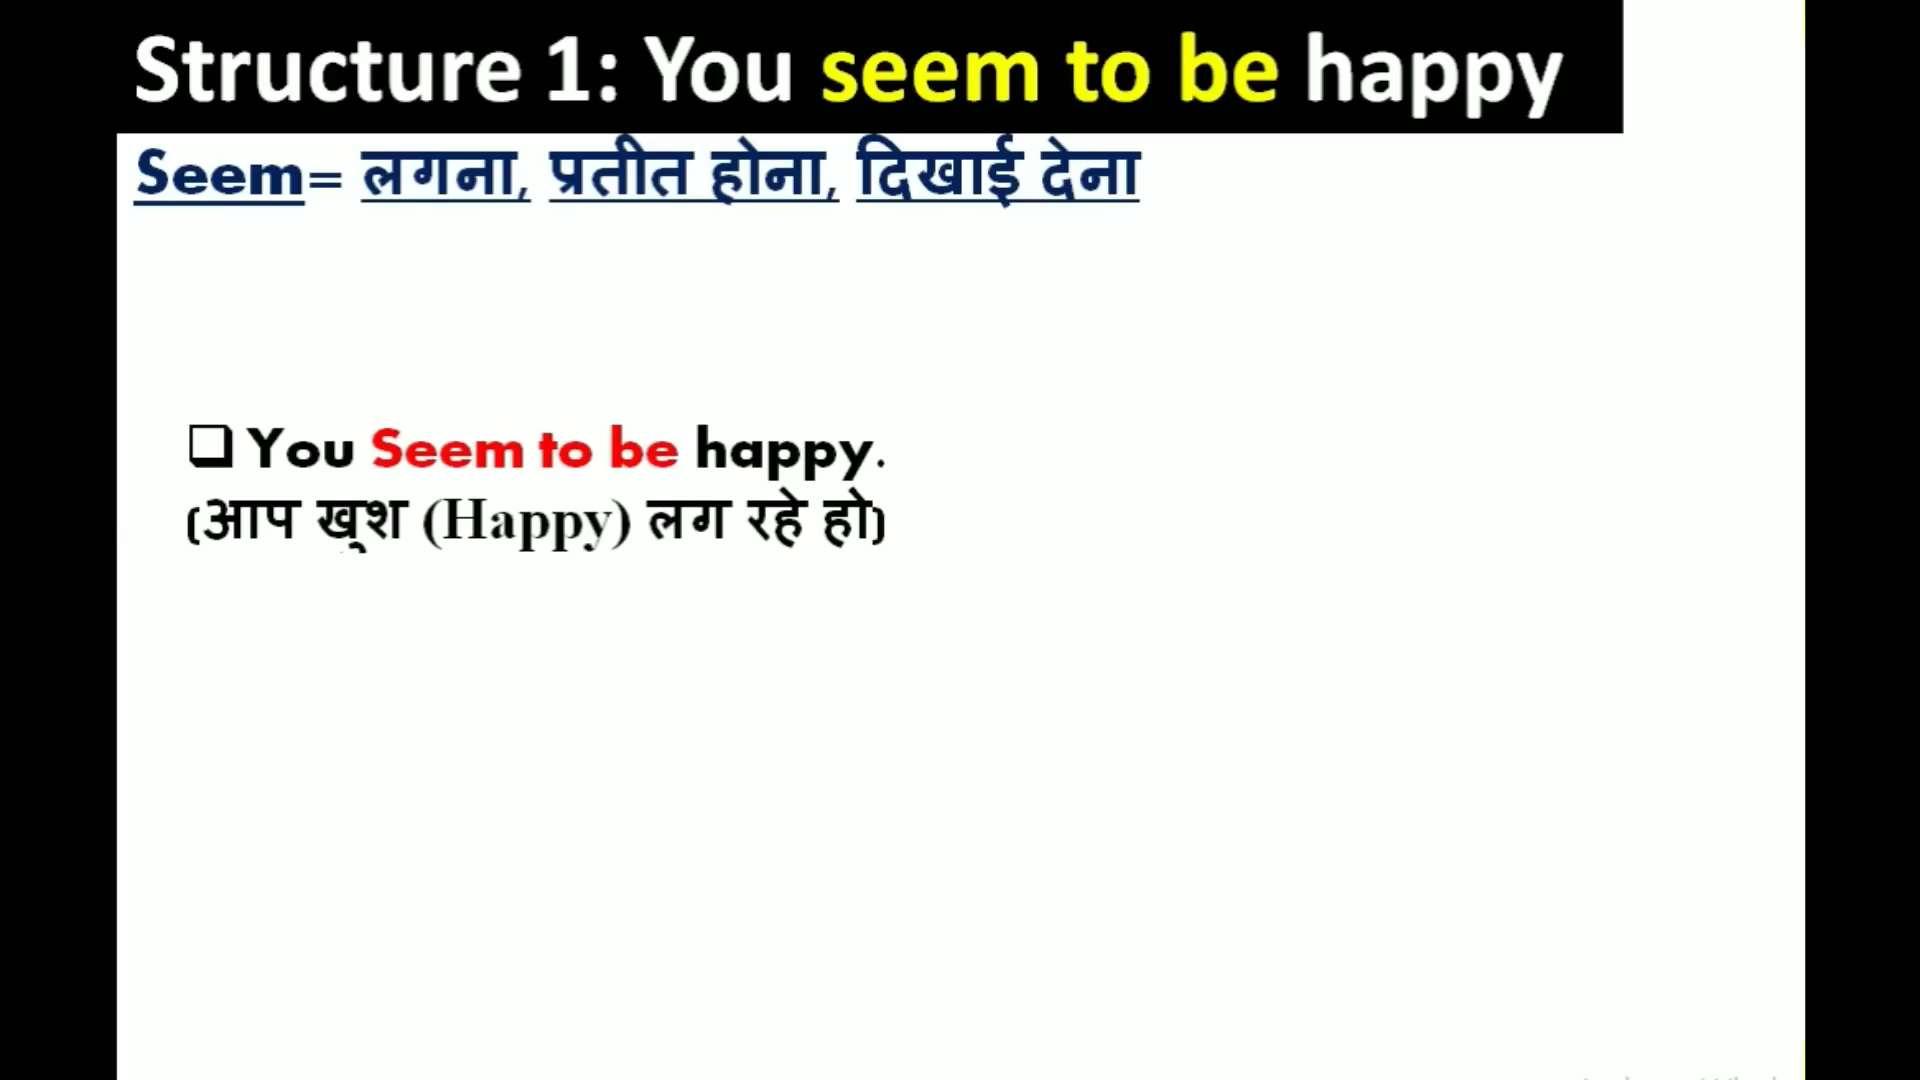 Structure 1: You seem to be happy
Seem= लगना, प्रतीत होना, दिखाई देना
❑ You Seem to be happy.
(आप खुश (Happy) लग रहे हो)